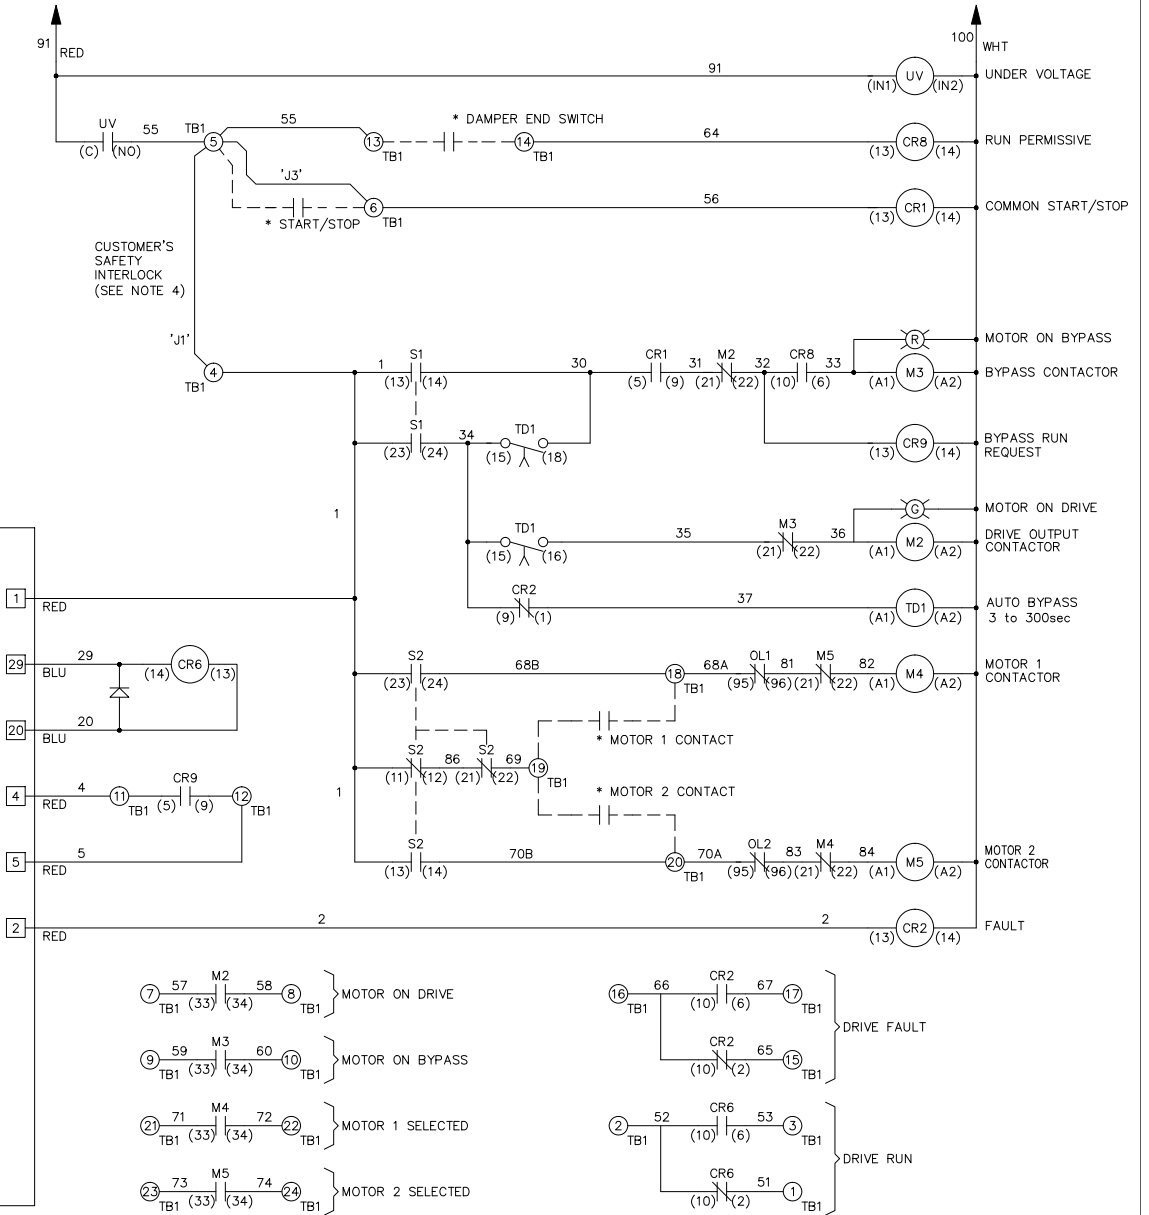 91 RED
100 WHT
91 (IN1) UV (IN2) UNDER VOLTAGE
UV (C) (NO) 55 TB1 5 55 13 TB1 * DAMPER END SWITCH 14 TB1 64 (13) CR8 (14) RUN PERMISSIVE
'J3'
* START/STOP 6 TB1 56 (13) CR1 (14) COMMON START/STOP
CUSTOMER'S
SAFETY
INTERLOCK
(SEE NOTE 4)
R MOTOR ON BYPASS
'J1' TB1 4 1 S1 (13) (14) 30 CR1 (5) (9) 31 M2 (21) (22) 32 CR8 (10) (6) 33 (A1) M3 (A2) BYPASS CONTACTOR
S1 (23) (24) 34 TD1 (15) (18) (13) CR9 (14) BYPASS RUN
REQUEST
1
G MOTOR ON DRIVE
TD1 (15) (16) 35 M3 (21) (22) 36 (A1) M2 (A2) DRIVE OUTPUT
CONTACTOR
1 RED CR2 (9) (1) 37 (A1) TD1 (A2) AUTO BYPASS
3 to 300sec
29 BLU 29 (14) CR6 (13)
S2 (23) (24) 68B 18 TB1 68A OL1 (95) (96) 81 M5 (21) (22) 82 (A1) M4 (A2) MOTOR 1
CONTACTOR
20 BLU 20
* MOTOR 1 CONTACT
S2 (11) (12) 86 S2 (21) (22) 69 19 TB1
4 RED 4 11 TB1 CR9 (5) (9) 12 TB1
1
* MOTOR 2 CONTACT
5 RED 5
S2 (13) (14) 70B 20 TB1 70A OL2 (95) (96) 83 M4 (21) (22) 84 (A1) M5 (A2) MOTOR 2
CONTACTOR
2 RED 2 2 (13) CR2 (14) FAULT
7 TB1 57 M2 (33) (34) 58 8 TB1 MOTOR ON DRIVE
9 TB1 59 M3 (33) (34) 60 10 TB1 MOTOR ON BYPASS
21 TB1 71 M4 (33) (34) 72 22 TB1 MOTOR 1 SELECTED
23 TB1 73 M5 (33) (34) 74 24 TB1 MOTOR 2 SELECTED
16 TB1 66 CR2 (10) (6) 67 17 TB1
DRIVE FAULT
CR2 (10) (2) 65 15 TB1
2 TB1 52 CR6 (10) (6) 53 3 TB1
DRIVE RUN
CR6 (10) (2) 51 1 TB1